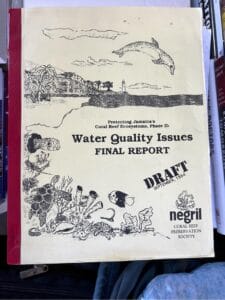 Protecting Jamaica's
Coral Reef Ecosystems, Phase II:
Water Quality Issues
FINAL REPORT
DRAFT
negril
CORAL REEF
PRESERVATION
SOCIETY